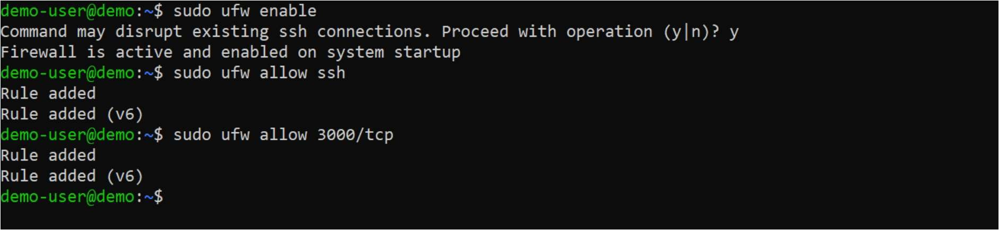 demo-user@demo:~$ sudo ufw enable
Command may disrupt existing ssh connections. Proceed with operation (y|n)? y
Firewall is active and enabled on system startup
demo-user@demo:~$ sudo ufw allow ssh
Rule added
Rule added (v6)
demo-user@demo:~$ sudo ufw allow 3000/tcp
Rule added
Rule added (v6)
demo-user@demo:~$